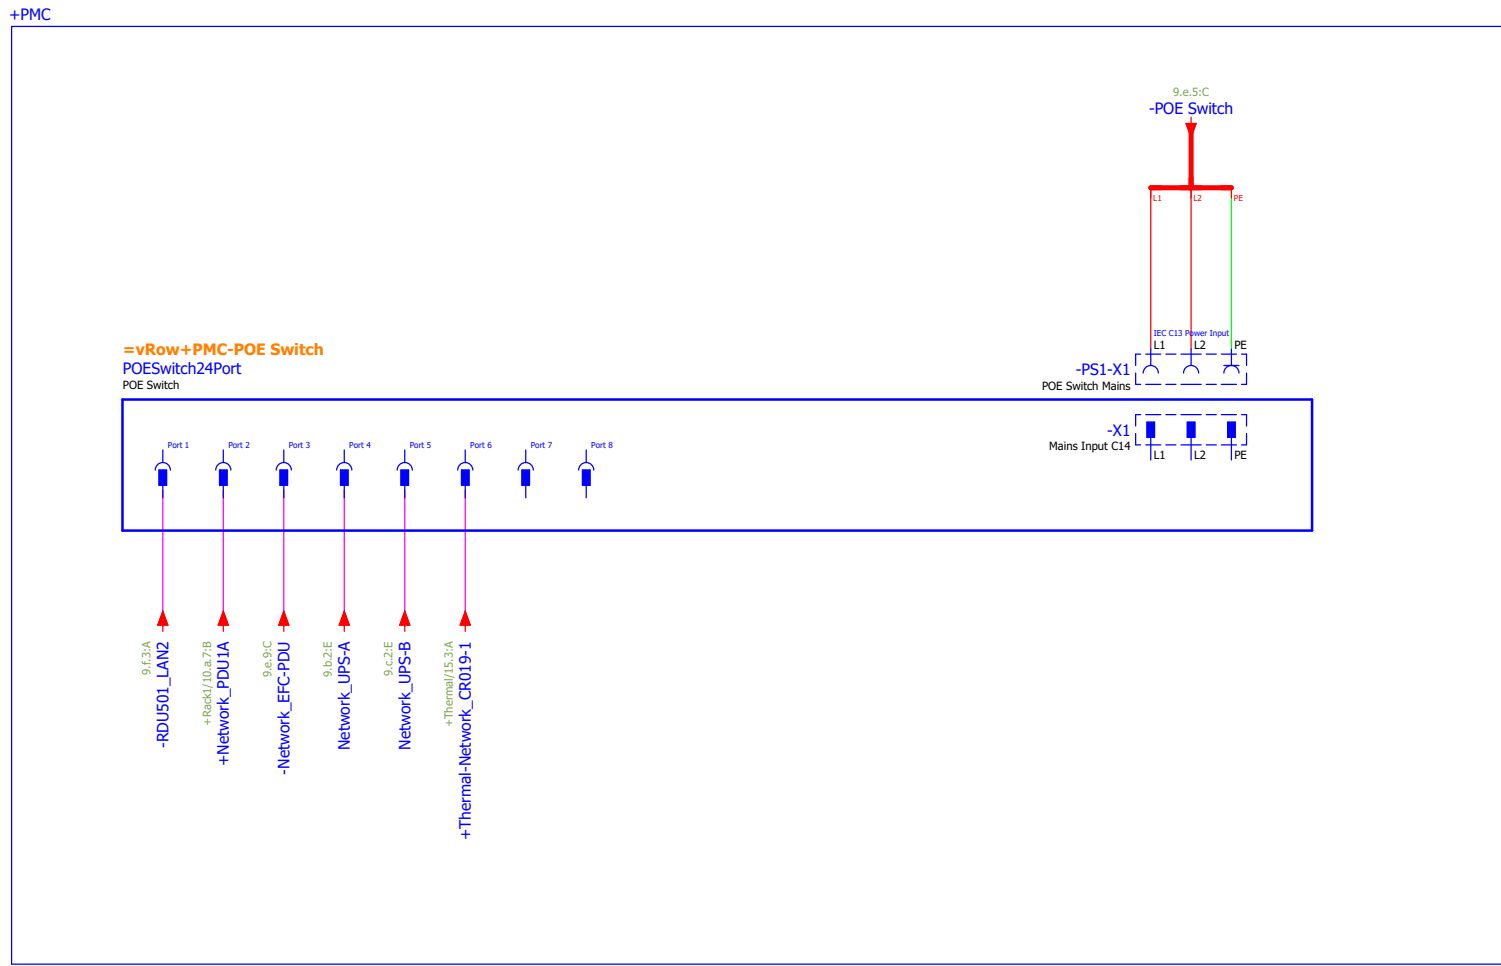 +PMC
9.e.5:C
-POE Switch
L1 L2 PE
IEC C13 Power Input
L1 L2 PE
=vRow+PMC-POE Switch
POESwitch24Port
POE Switch
-PS1-X1
POE Switch Mains
-X1
Mains Input C14
L1 L2 PE
Port 1 Port 2 Port 3 Port 4 Port 5 Port 6 Port 7 Port 8
9.f.3:A
-RDU501_LAN2
+Rack1/10.a.7:B
+Network_PDU1A
9.e.9:C
-Network_EFC-PDU
9.b.2:E
Network_UPS-A
9.c.2:E
Network_UPS-B
+Thermal/15.3:A
+Thermal-Network_CR019-1